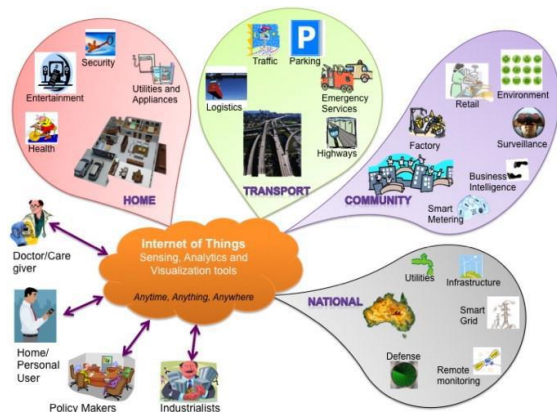 Security
Entertainment
Utilities and
Appliances
Health
HOME
Traffic
P
Parking
Logistics
Emergency
Services
Highways
TRANSPORT
Retail
Environment
Factory
Surveillance
COMMUNITY
Business
Intelligence
Smart
Metering
Internet of Things
Sensing, Analytics and
Visualization tools
Anytime, Anything, Anywhere
Doctor/Care
giver
Home/
Personal
User
Policy Makers
Industrialists
NATIONAL
Utilities
Infrastructure
Smart
Grid
Defense
Remote
monitoring